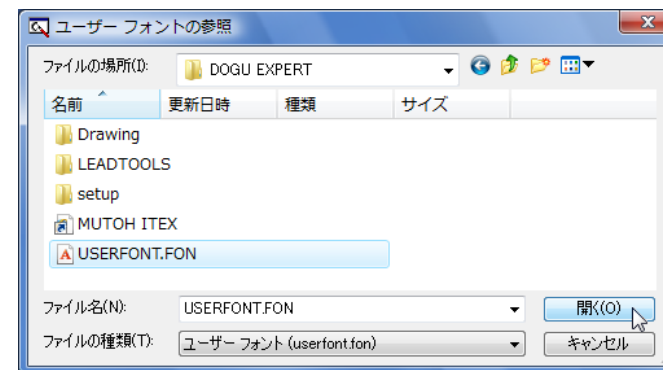 ユーザー フォントの参照
ファイルの場所(I): DOGU EXPERT
名前 更新日時 種類 サイズ
Drawing
LEADTOOLS
setup
MUTOH ITEX
USERFONT.FON
ファイル名(N): USERFONT.FON 開く(O)
ファイルの種類(T): ユーザー フォント (userfont.fon) キャンセル